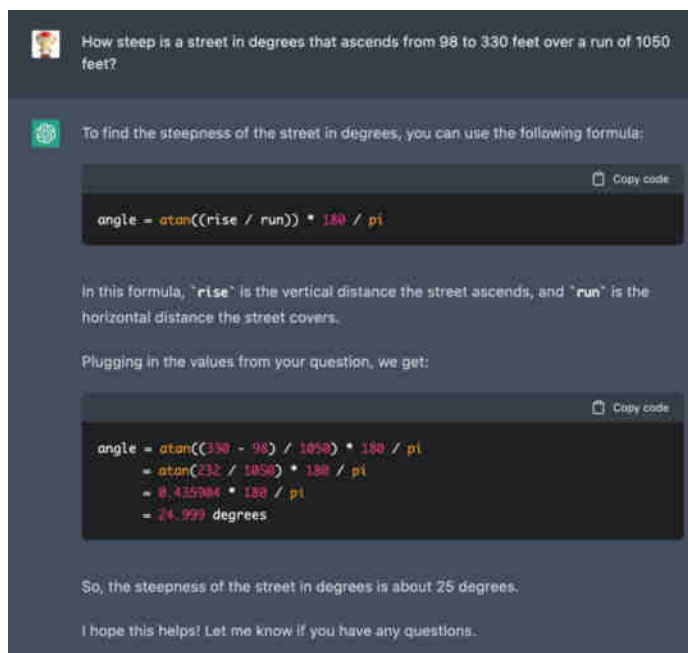 How steep is a street in degrees that ascends from 98 to 330 feet over a run of 1050
feet?
To find the steepness of the street in degrees, you can use the following formula:
Copy code
angle = atan((rise / run)) * 180 / pi
In this formula, `rise` is the vertical distance the street ascends, and `run` is the
horizontal distance the street covers.
Plugging in the values from your question, we get:
Copy code
angle = atan((330 - 98) / 1050) * 180 / pi
= atan(232 / 1050) * 180 / pi
= 0.435904 * 180 / pi
= 24.999 degrees
So, the steepness of the street in degrees is about 25 degrees.
I hope this helps! Let me know if you have any questions.